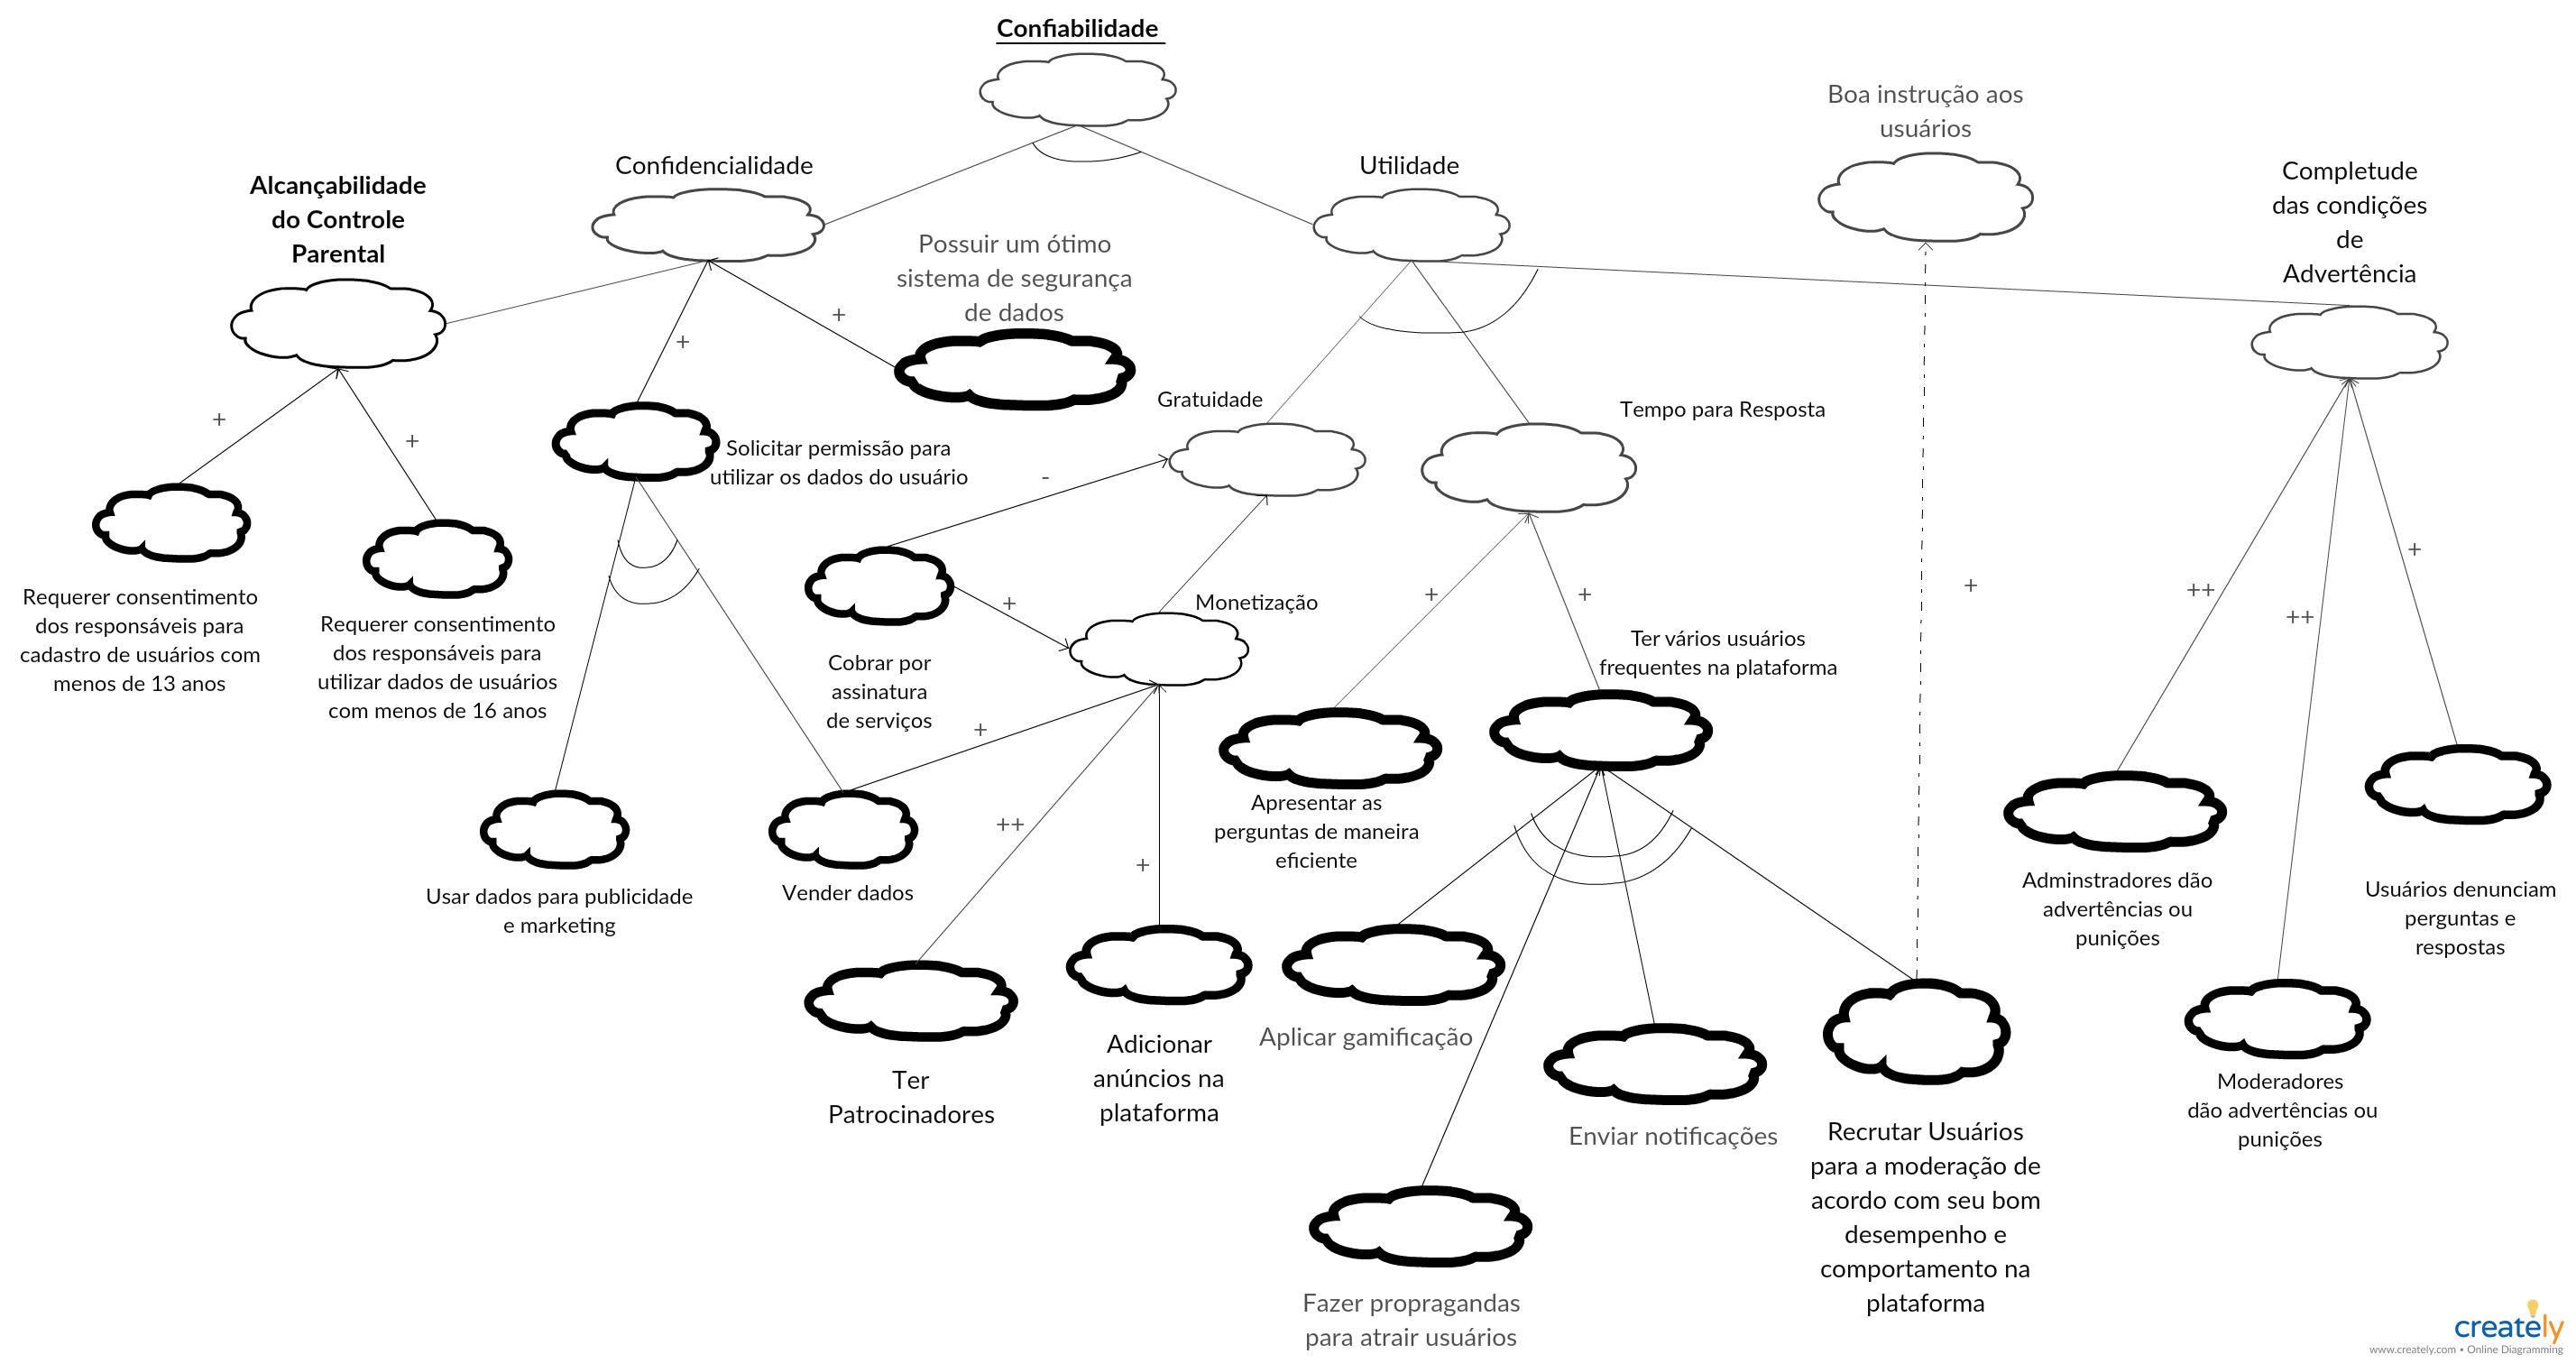 Confiabilidade
Boa instrução aos
usuários
Confidencialidade
Utilidade
Completude
das condições
de
Advertência
Alcançabilidade
do Controle
Parental
Possuir um ótimo
sistema de segurança
de dados
+
+
Gratuidade
Tempo para Resposta
+
+
Solicitar permissão para
utilizar os dados do usuário
-
+
Requerer consentimento
dos responsáveis para
cadastro de usuários com
menos de 13 anos
Requerer consentimento
dos responsáveis para
utilizar dados de usuários
com menos de 16 anos
+
Monetização
+
+
+
++
++
Cobrar por
assinatura
de serviços
Ter vários usuários
frequentes na plataforma
+
++
+
Apresentar as
perguntas de maneira
eficiente
Usar dados para publicidade
e marketing
Vender dados
Adminstradores dão
advertências ou
punições
Usuários denunciam
perguntas e
respostas
Aplicar gamificação
Adicionar
anúncios na
plataforma
Ter
Patrocinadores
Enviar notificações
Moderadores
dão advertências ou
punições
Recrutar Usuários
para a moderação de
acordo com seu bom
desempenho e
comportamento na
plataforma
Fazer propragandas
para atrair usuários
creately
www.creately.com • Online Diagramming